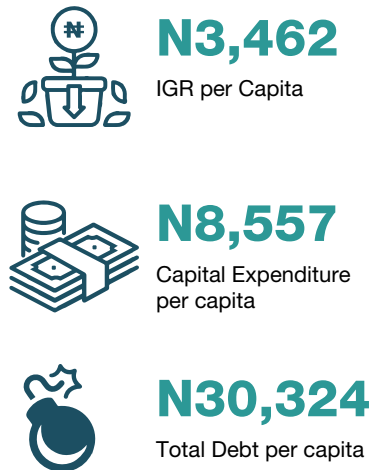 ₦
N3,462
IGR per Capita
N8,557
Capital Expenditure
per capita
N30,324
Total Debt per capita